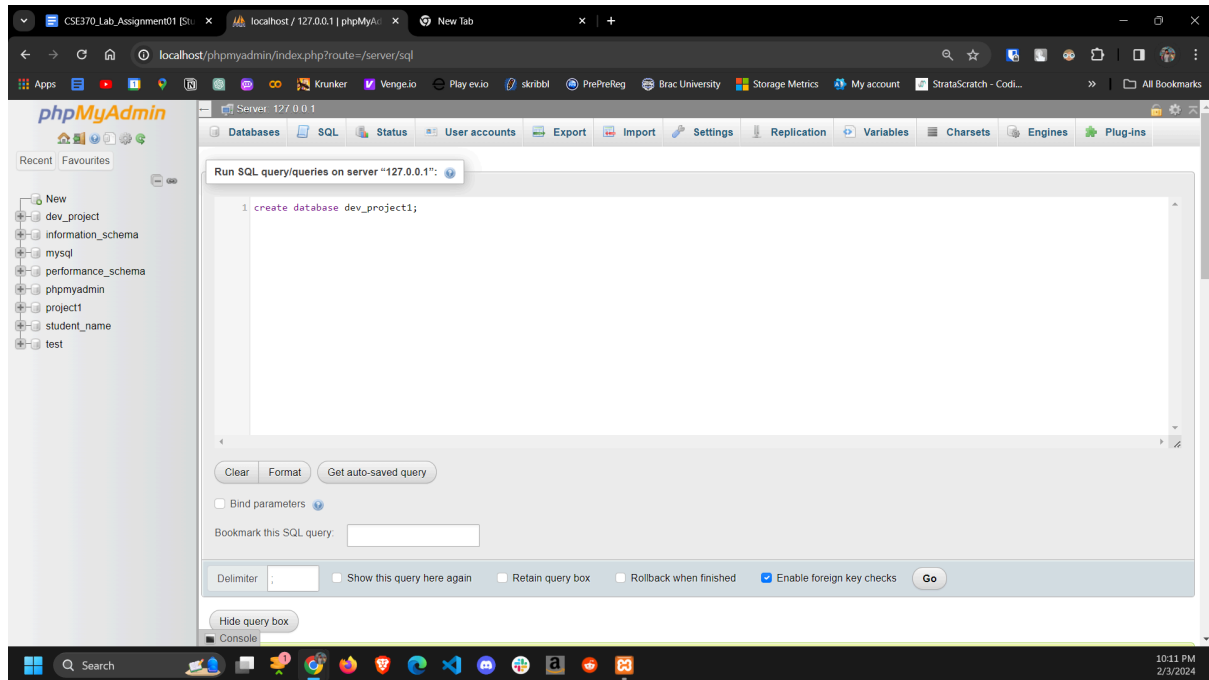 CSE370_Lab_Assignment01 [Stu
localhost / 127.0.0.1 | phpMyAd
New Tab
localhost/phpmyadmin/index.php?route=/server/sql
Apps
Krunker
Venge.io
Play ev.io
skribbl
PrePreReg
Brac University
Storage Metrics
My account
StrataScratch - Codi...
All Bookmarks
phpMyAdmin
Recent
Favourites
New
dev_project
information_schema
mysql
performance_schema
phpmyadmin
project1
student_name
test
Server: 127.0.0.1
Databases
SQL
Status
User accounts
Export
Import
Settings
Replication
Variables
Charsets
Engines
Plug-ins
Run SQL query/queries on server “127.0.0.1”:
1 create database dev_project1;
Clear
Format
Get auto-saved query
Bind parameters
Bookmark this SQL query:
Delimiter ;
Show this query here again
Retain query box
Rollback when finished
Enable foreign key checks
Go
Hide query box
Console
Search
10:11 PM
2/3/2024